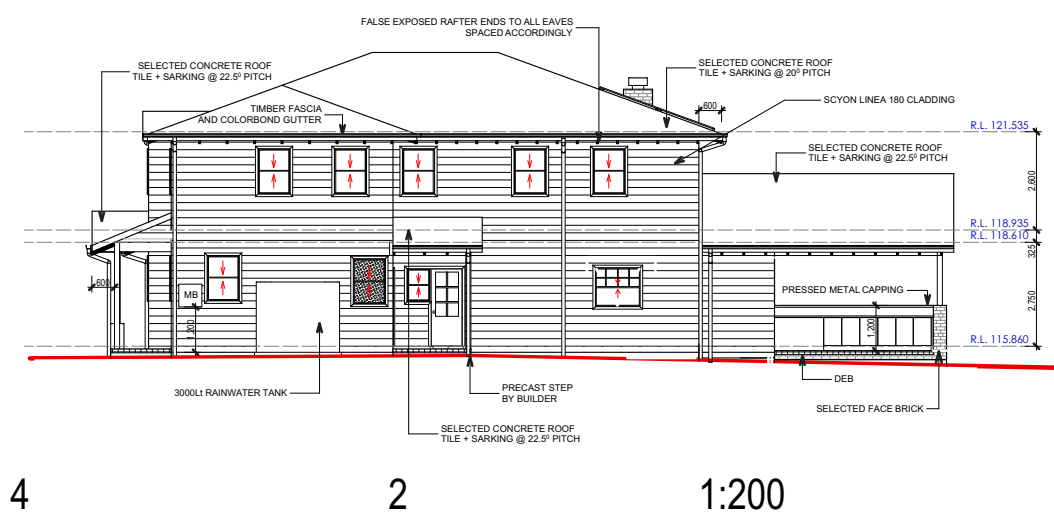 FALSE EXPOSED RAFTER ENDS TO ALL EAVES
SPACED ACCORDINGLY
SELECTED CONCRETE ROOF
TILE + SARKING @ 22.5⁰ PITCH
SELECTED CONCRETE ROOF
TILE + SARKING @ 20⁰ PITCH
TIMBER FASCIA
AND COLORBOND GUTTER
600
SCYON LINEA 180 CLADDING
R.L. 121.535
SELECTED CONCRETE ROOF
TILE + SARKING @ 22.5⁰ PITCH
2,600
R.L. 118.935
R.L. 118.610
325
600
MB
1,200
PRESSED METAL CAPPING
2,750
1,200
R.L. 115.860
3000Lt RAINWATER TANK
PRECAST STEP
BY BUILDER
DEB
SELECTED FACE BRICK
SELECTED CONCRETE ROOF
TILE + SARKING @ 22.5⁰ PITCH
4 2 1:200